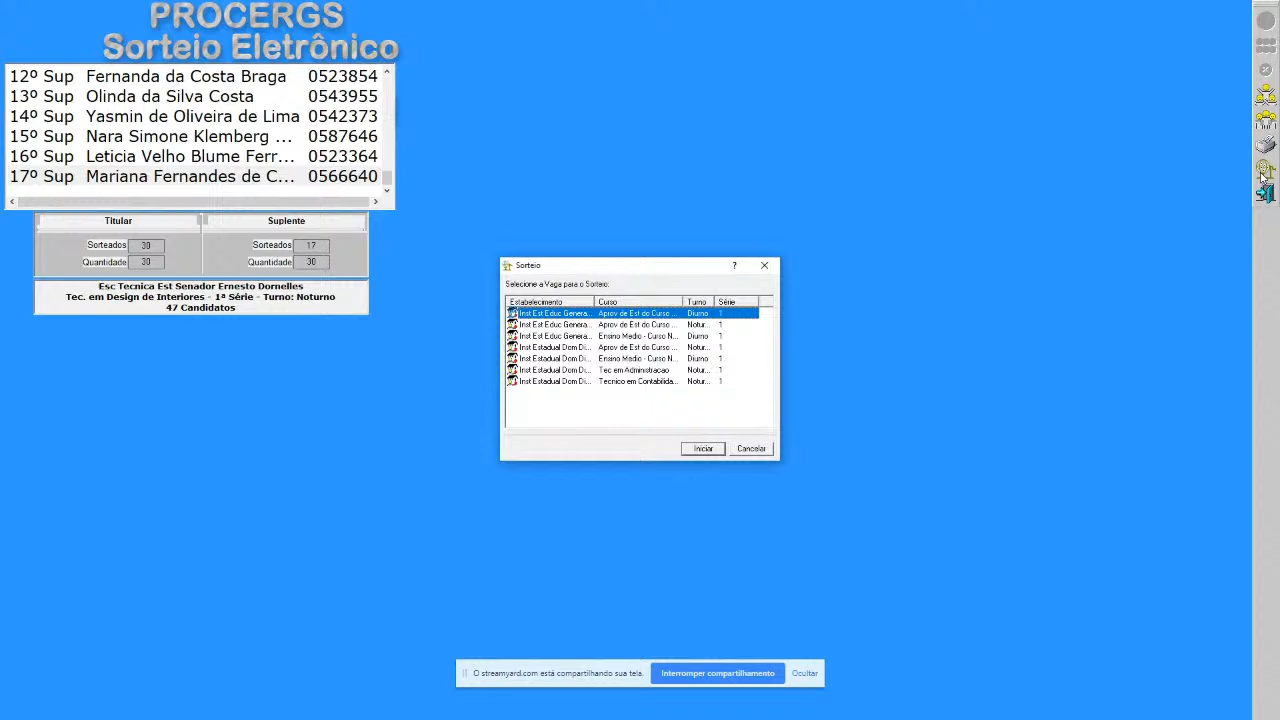 PROCERGS
Sorteio Eletrônico
12º Sup Fernanda da Costa Braga 0523854
13º Sup Olinda da Silva Costa 0543955
14º Sup Yasmin de Oliveira de Lima 0542373
15º Sup Nara Simone Klemberg ... 0587646
16º Sup Leticia Velho Blume Ferr... 0523364
17º Sup Mariana Fernandes de C... 0566640
Titular Suplente
Sorteados 30 Sorteados 17
Quantidade 30 Quantidade 30
Esc Tecnica Est Senador Ernesto Dornelles
Tec. em Design de Interiores - 1ª Série - Turno: Noturno
47 Candidatos
Sorteio ?
Selecione a Vaga para o Sorteio:
Estabelecimento Curso Turno Série
Inst Est Educ Genera... Aprov de Est do Curso ... Diurno 1
Inst Est Educ Genera... Aprov de Est do Curso ... Notur... 1
Inst Est Educ Genera... Ensino Medio - Curso N... Diurno 1
Inst Estadual Dom Di... Aprov de Est do Curso ... Notur... 1
Inst Estadual Dom Di... Ensino Medio - Curso N... Diurno 1
Inst Estadual Dom Di... Tec em Administracao Notur... 1
Inst Estadual Dom Di... Tecnico em Contabilida... Notur... 1
Iniciar Cancelar
O streamyard.com está compartilhando sua tela. Interromper compartilhamento Ocultar